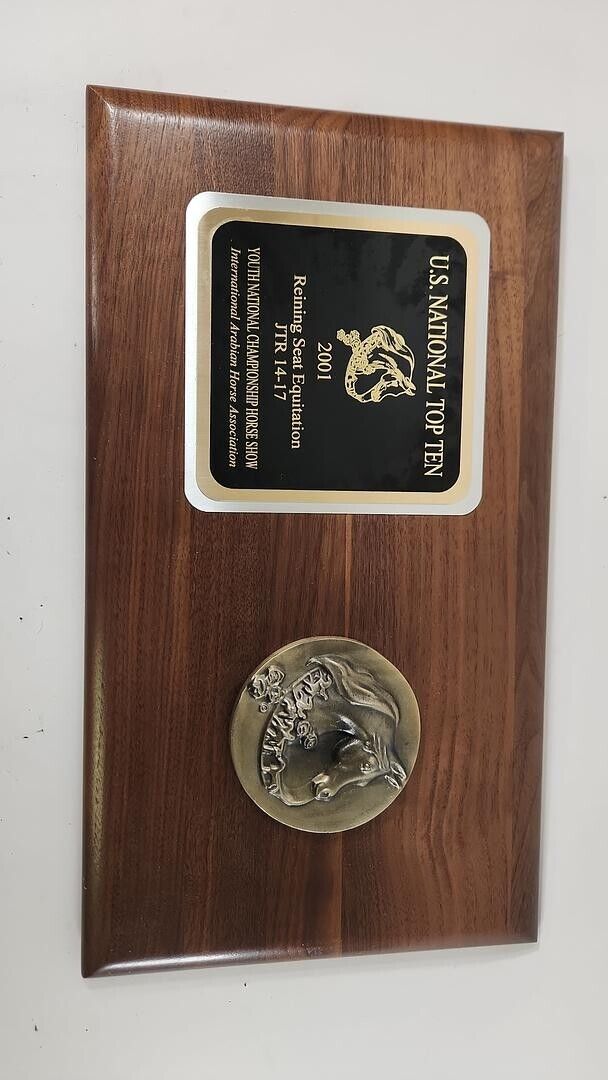 U.S. NATIONAL TOP TEN
2001
Reining Seat Equitation
JTR 14-17
YOUTH NATIONAL CHAMPIONSHIP HORSE SHOW
International Arabian Horse Association